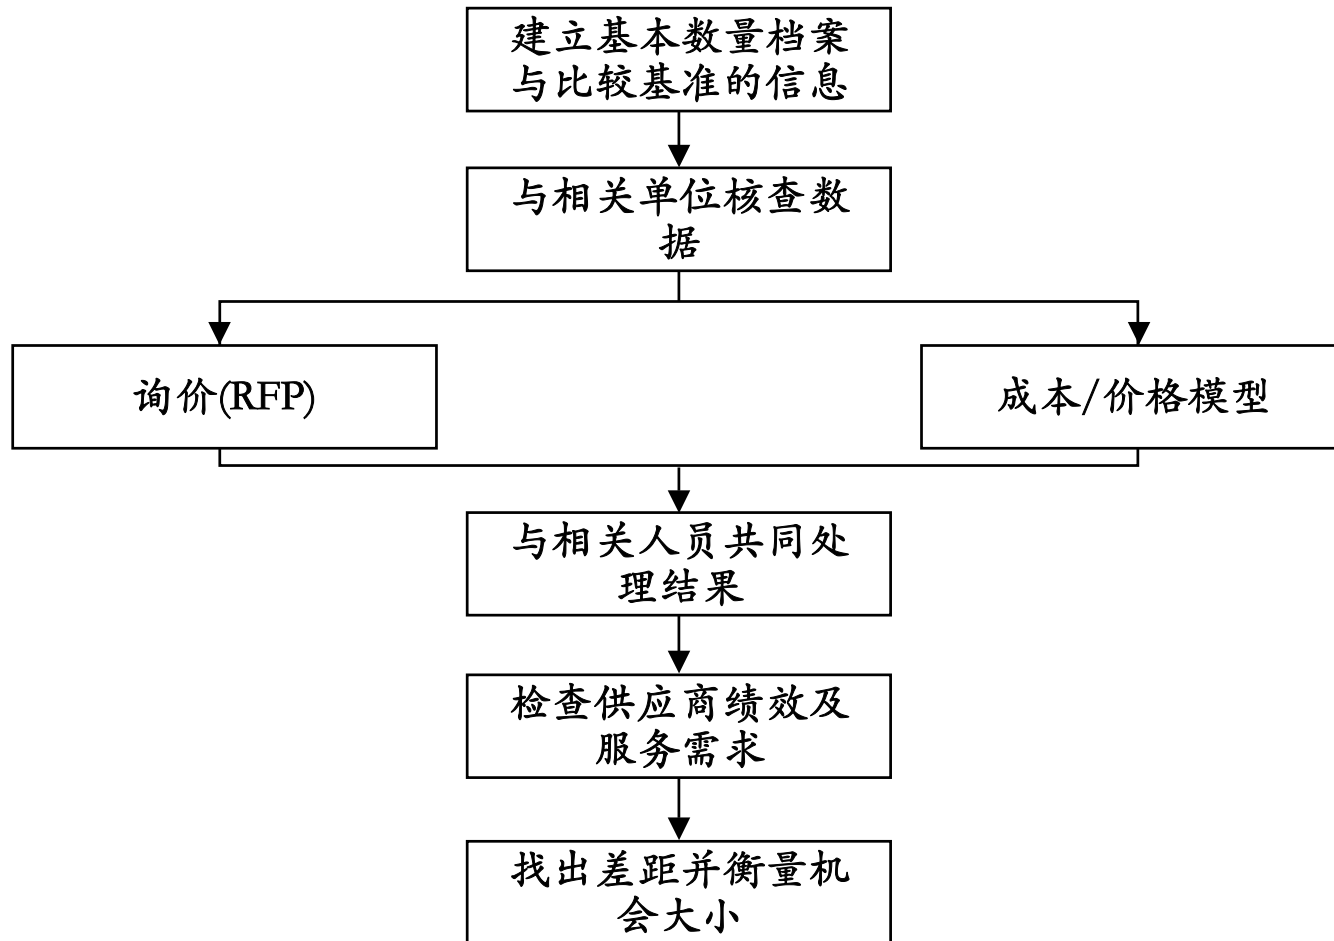 建立基本数量档案
与比较基准的信息
与相关单位核查数
据
询价(RFP)
成本/价格模型
与相关人员共同处
理结果
检查供应商绩效及
服务需求
找出差距并衡量机
会大小